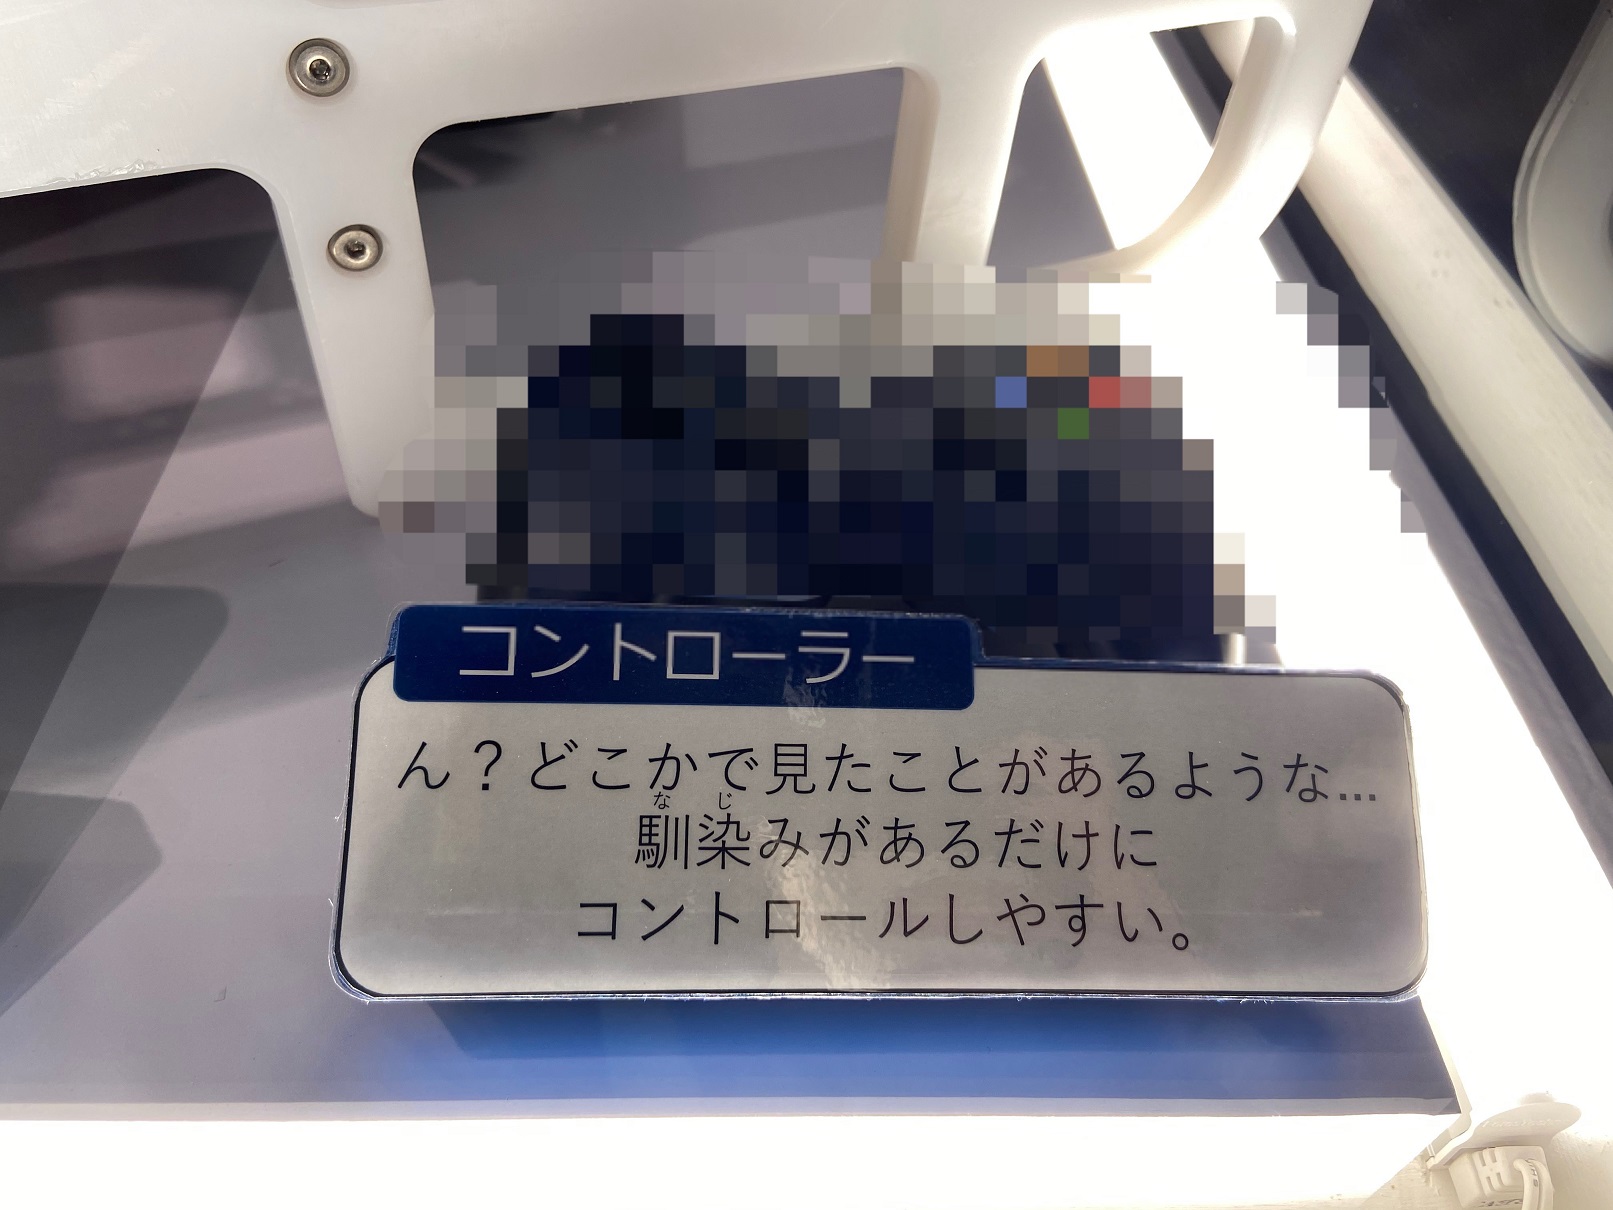 コントローラー
ん？どこかで見たことがあるような...
馴染みがあるだけに
コントロールしやすい。